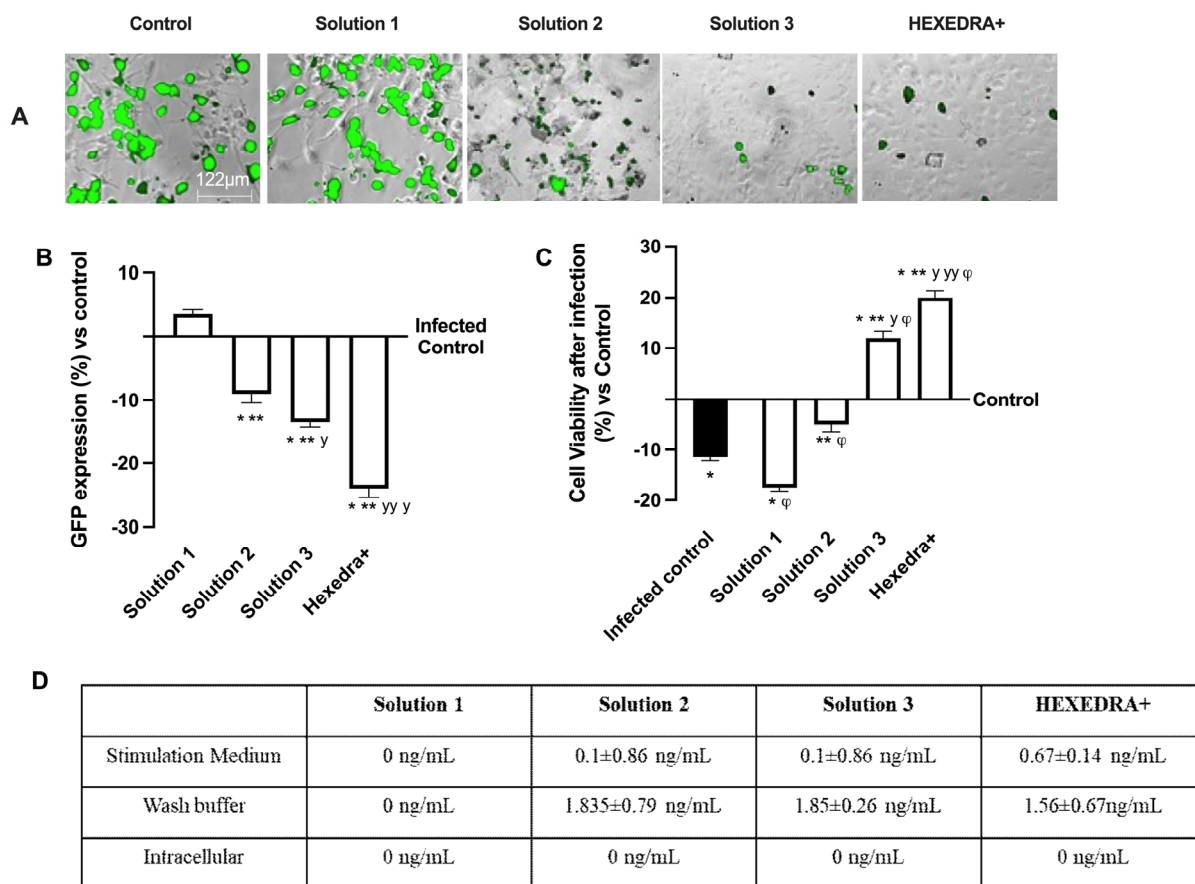 Control Solution 1 Solution 2 Solution 3 HEXEDRA+
A
122µm
B
GFP expression (%) vs control
10
-10
-20
-30
Infected
Control
* **
* ** y
* ** yy y
Solution 1
Solution 2
Solution 3
Hexedra+
C
Cell Viability after infection
(%) vs Control
30
20
10
-10
-20
Control
*
* φ
** φ
* ** y φ
* ** y yy φ
Infected control
Solution 1
Solution 2
Solution 3
Hexedra+
D
Solution 1 Solution 2 Solution 3 HEXEDRA+
Stimulation Medium 0 ng/mL 0.1±0.86 ng/mL 0.1±0.86 ng/mL 0.67±0.14 ng/mL
Wash buffer 0 ng/mL 1.835±0.79 ng/mL 1.85±0.26 ng/mL 1.56±0.67ng/mL
Intracellular 0 ng/mL 0 ng/mL 0 ng/mL 0 ng/mL